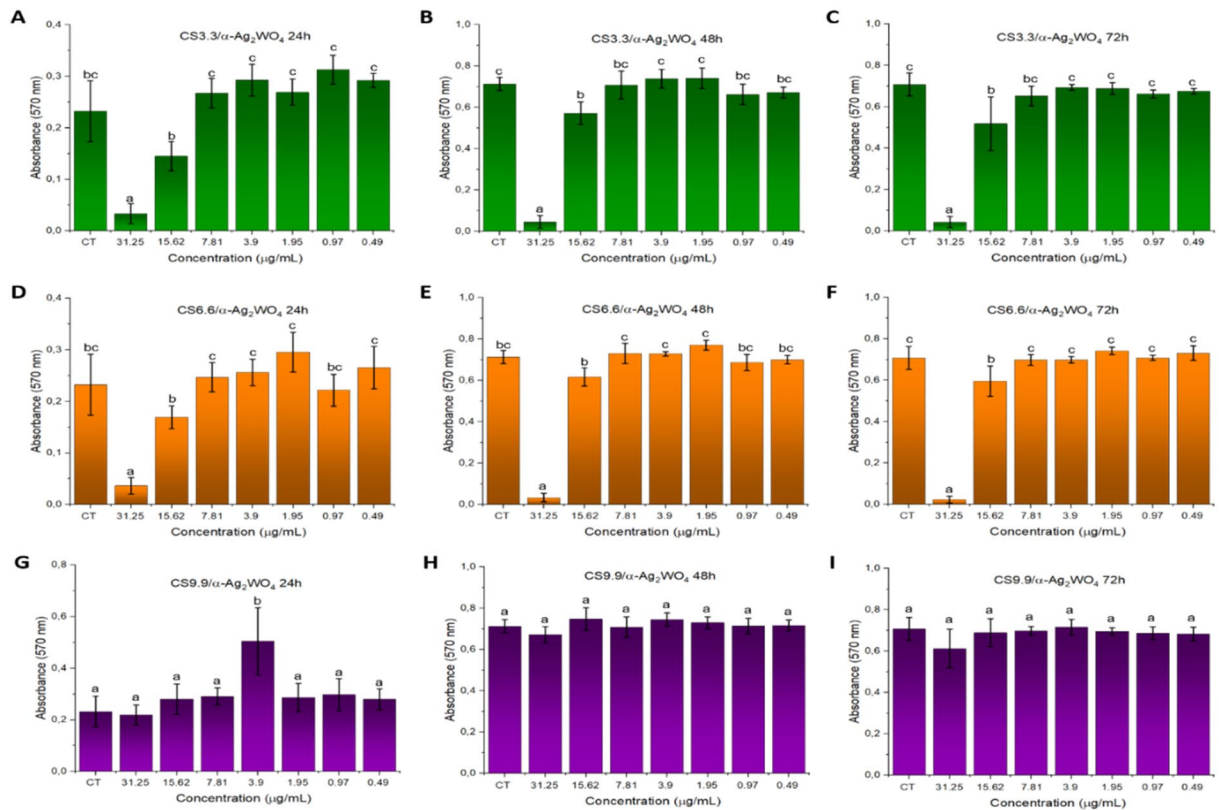 A
CS3.3/α-Ag₂WO₄ 24h
Absorbance (570 nm)
0,4
0,3
0,2
0,1
0,0
bc
a
b
c
c
c
c
c
CT 31.25 15.62 7.81 3.9 1.95 0.97 0.49
Concentration (μg/mL)
B
CS3.3/α-Ag₂WO₄ 48h
Absorbance (570 nm)
1,0
0,8
0,6
0,4
0,2
0,0
c
a
b
bc
c
c
bc
bc
CT 31.25 15.62 7.81 3.9 1.95 0.97 0.49
Concentration (μg/mL)
C
CS3.3/α-Ag₂WO₄ 72h
Absorbance (570 nm)
1,0
0,8
0,6
0,4
0,2
0,0
c
a
b
bc
c
c
c
c
CT 31.25 15.62 7.81 3.9 1.95 0.97 0.49
Concentration (μg/mL)
D
CS6.6/α-Ag₂WO₄ 24h
Absorbance (570 nm)
0,4
0,3
0,2
0,1
0,0
bc
a
b
c
c
c
bc
c
CT 31.25 15.62 7.81 3.9 1.95 0.97 0.49
Concentration (μg/mL)
E
CS6.6/α-Ag₂WO₄ 48h
Absorbance (570 nm)
1,0
0,8
0,6
0,4
0,2
0,0
bc
a
b
c
c
c
bc
bc
CT 31.25 15.62 7.81 3.9 1.95 0.97 0.49
Concentration (μg/mL)
F
CS6.6/α-Ag₂WO₄ 72h
Absorbance (570 nm)
1,0
0,8
0,6
0,4
0,2
0,0
c
a
b
c
c
c
c
c
CT 31.25 15.62 7.81 3.9 1.95 0.97 0.49
Concentration (μg/mL)
G
CS9.9/α-Ag₂WO₄ 24h
Absorbance (570 nm)
0,8
0,6
0,4
0,2
0,0
a
a
a
a
b
a
a
a
CT 31.25 15.62 7.81 3.9 1.95 0.97 0.49
Concentration (μg/mL)
H
CS9.9/α-Ag₂WO₄ 48h
Absorbance (570 nm)
1,0
0,8
0,6
0,4
0,2
0,0
a
a
a
a
a
a
a
a
CT 31.25 15.62 7.81 3.9 1.95 0.97 0.49
Concentration (μg/mL)
I
CS9.9/α-Ag₂WO₄ 72h
Absorbance (570 nm)
1,0
0,8
0,6
0,4
0,2
0,0
a
a
a
a
a
a
a
a
CT 31.25 15.62 7.81 3.9 1.95 0.97 0.49
Concentration (μg/mL)